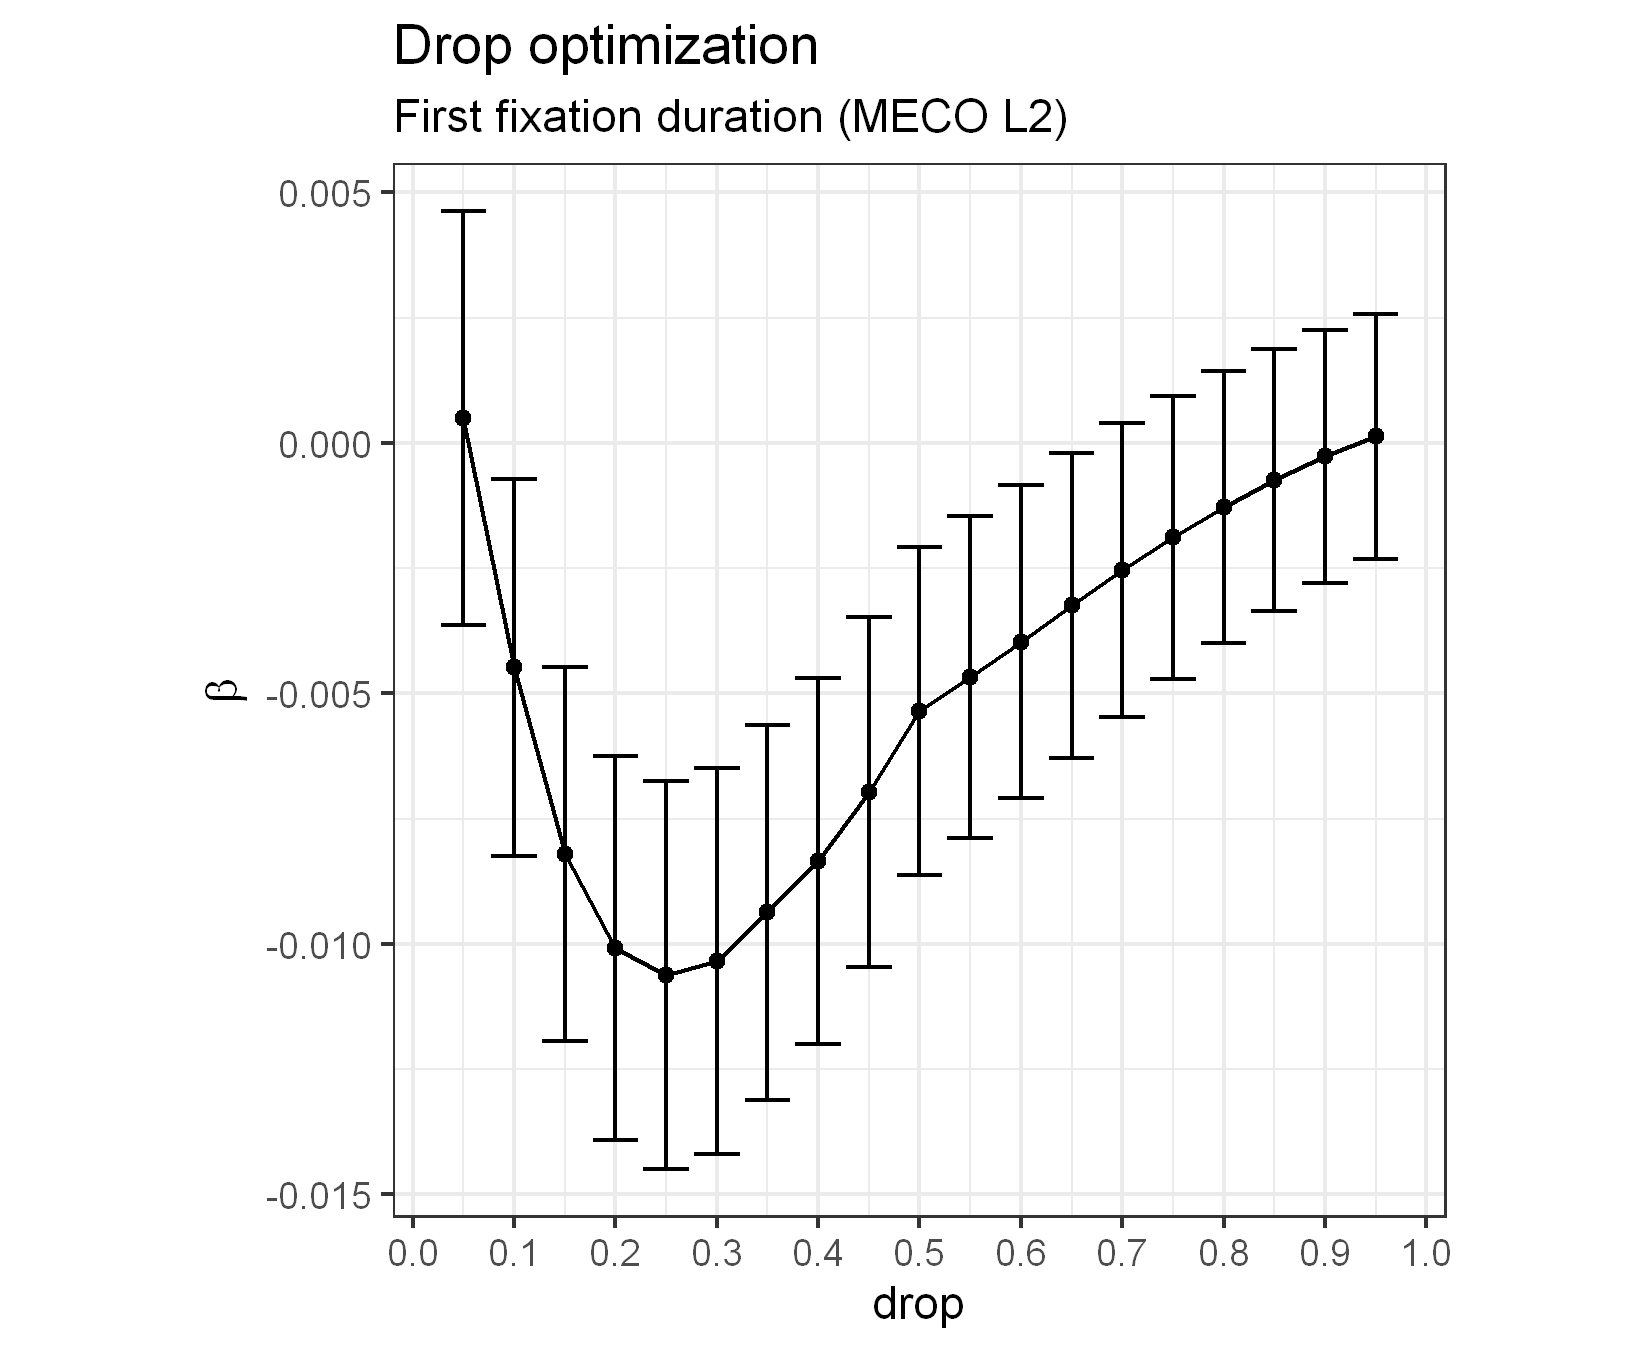 Drop optimization
First fixation duration (MECO L2)
0.005
0.000
-0.005
-0.010
-0.015
β
0.0 0.1 0.2 0.3 0.4 0.5 0.6 0.7 0.8 0.9 1.0
drop